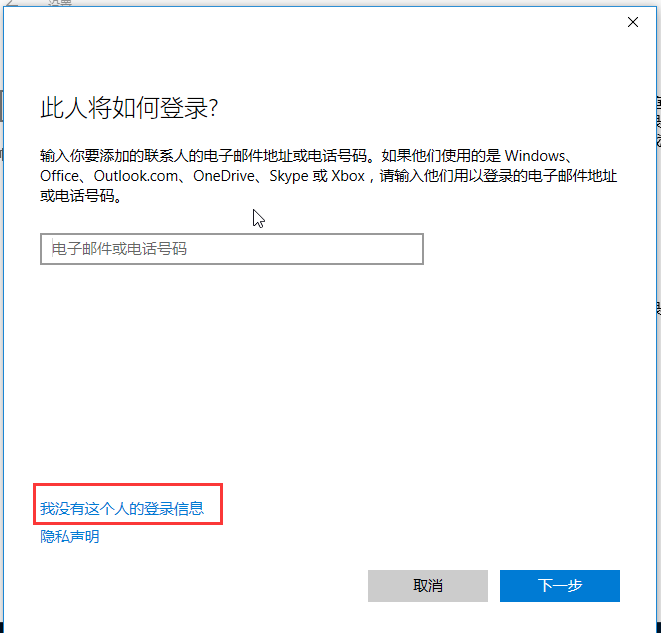 设置
此人将如何登录?
输入你要添加的联系人的电子邮件地址或电话号码。如果他们使用的是 Windows、
Office、Outlook.com、OneDrive、Skype 或 Xbox，请输入他们用以登录的电子邮件地址
或电话号码。
电子邮件或电话号码
我没有这个人的登录信息
隐私声明
取消
下一步